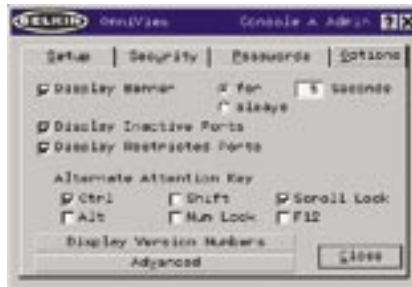 BELKIN OmniView Console A Admin ? X
Setup Security Passwords Options
Display Banner for 5 Seconds
always
Display Inactive Ports
Display Restricted Ports
Alternate Attention Key
Ctrl Shift Scroll Lock
Alt Num Lock F12
Display Version Numbers
Advanced Close